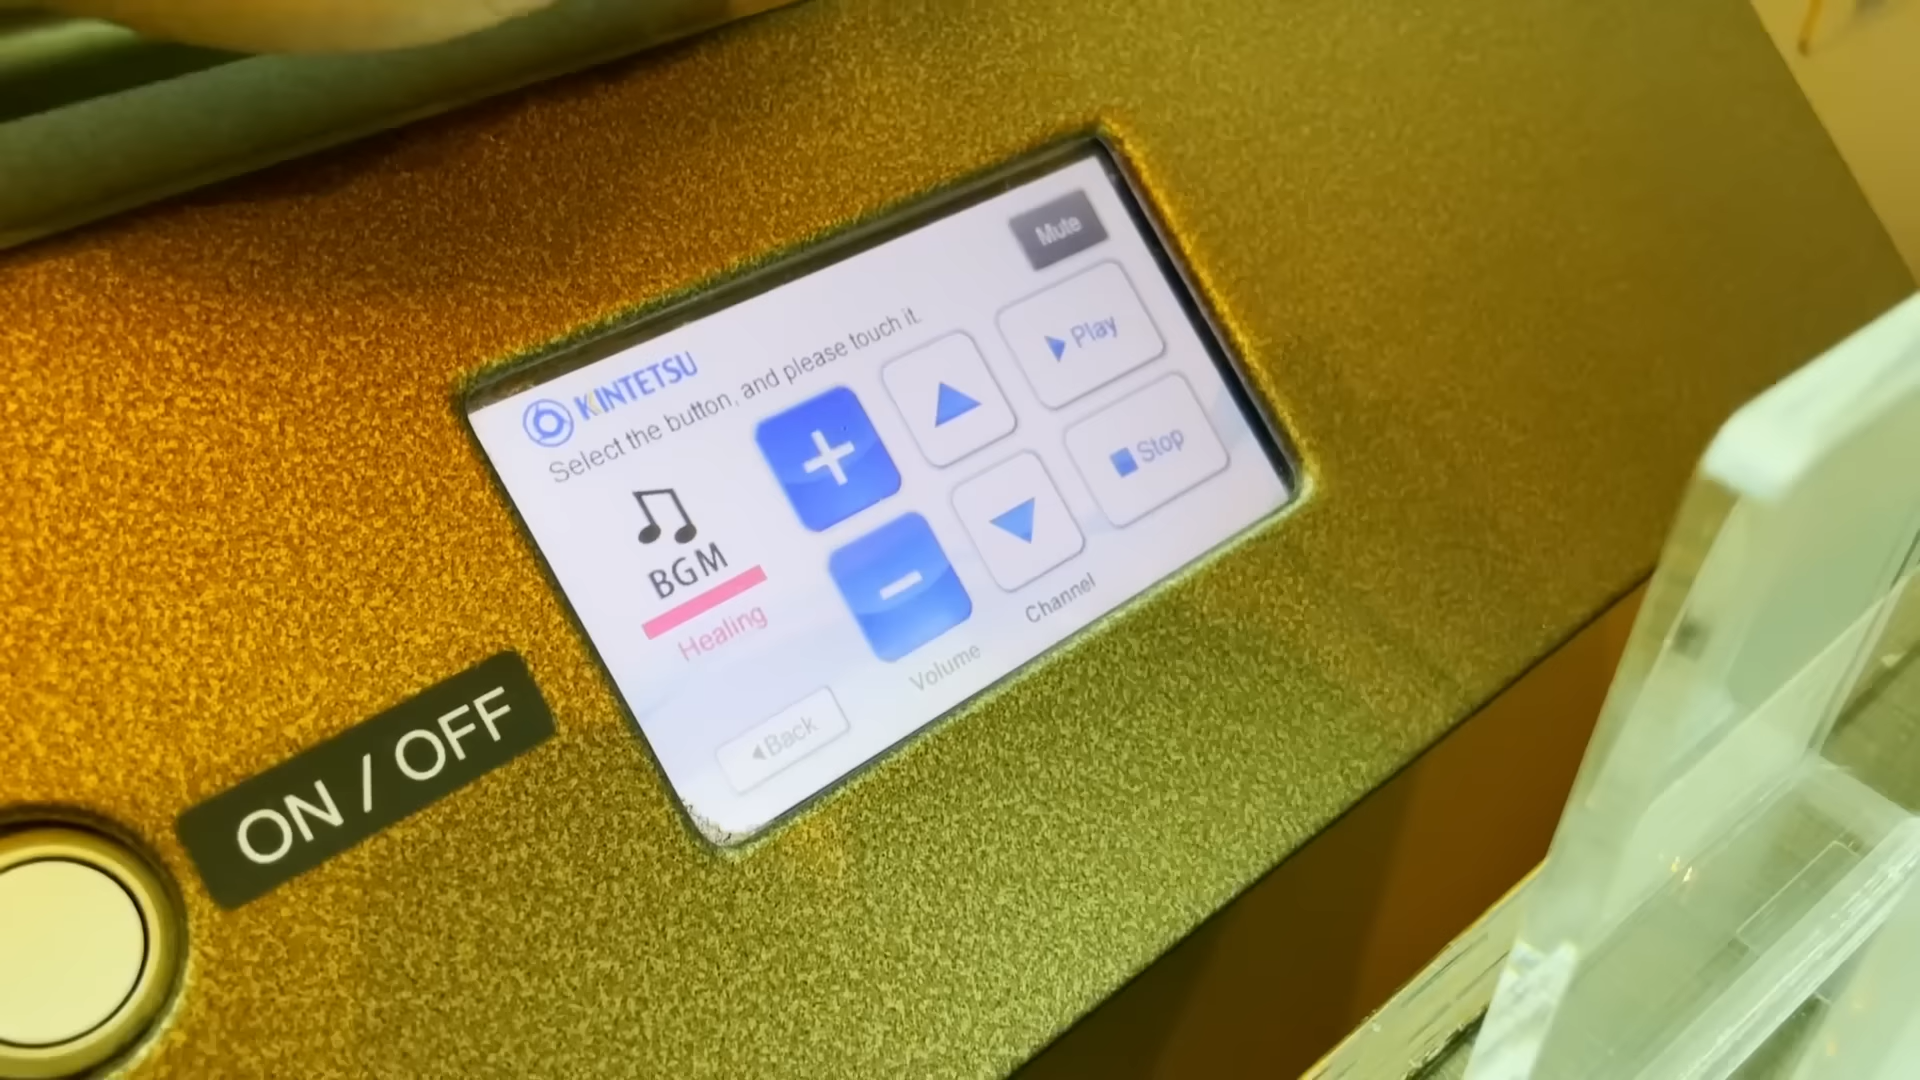 Mute
KINTETSU
Select the button, and please touch it.
Play
Stop
BGM
Healing
Volume
Channel
Back
ON / OFF